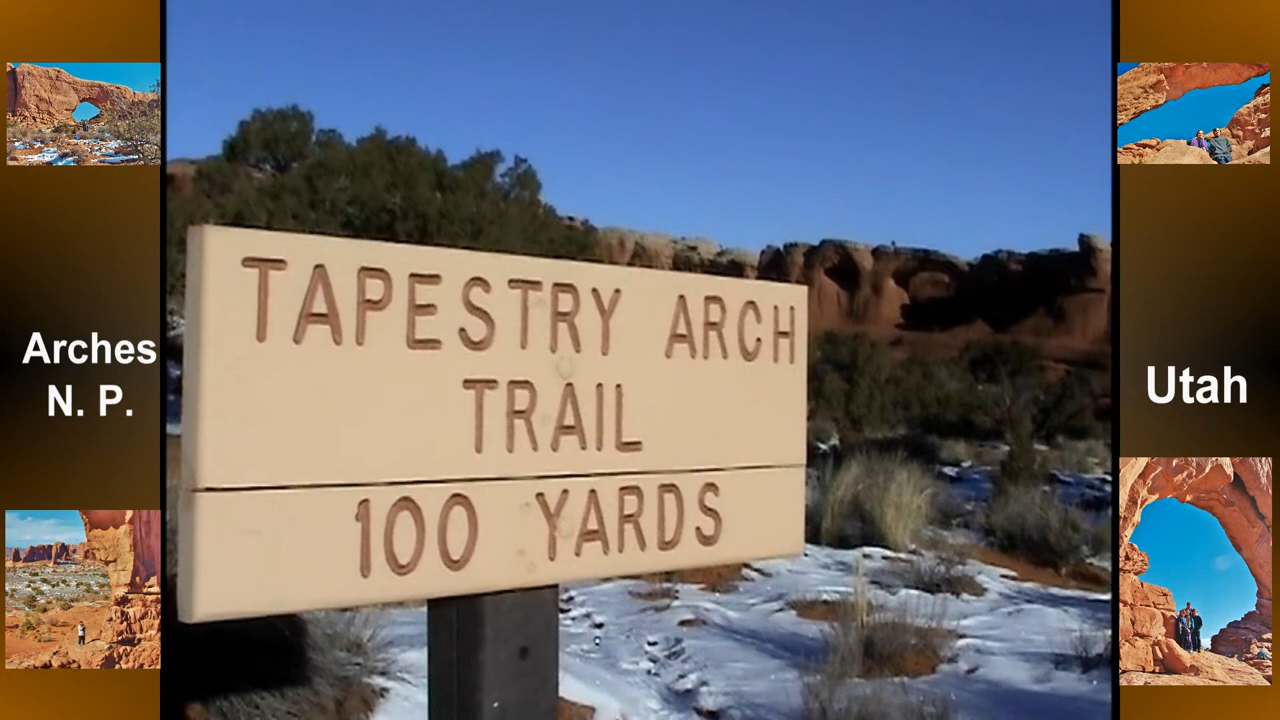 Arches
N. P.
TAPESTRY ARCH
TRAIL
100 YARDS
Utah